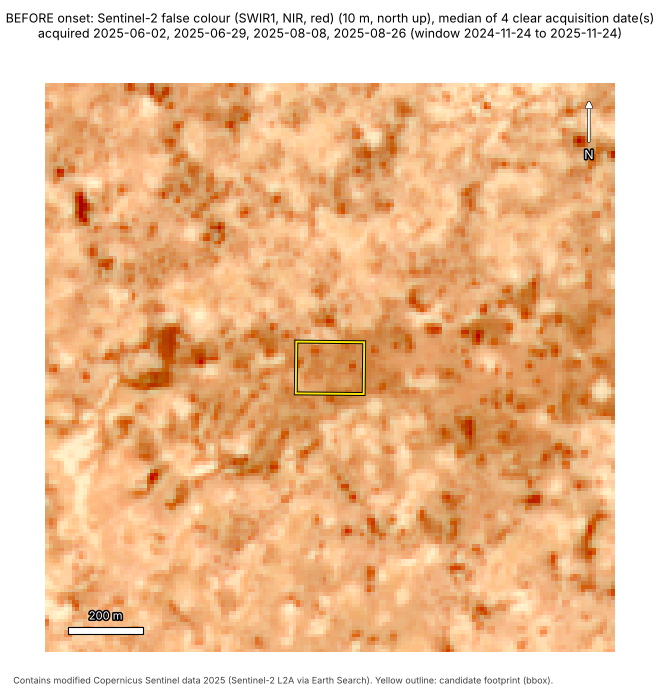 BEFORE onset: Sentinel-2 false colour (SWIR1, NIR, red) (10 m, north up), median of 4 clear acquisition date(s)
acquired 2025-06-02, 2025-06-29, 2025-08-08, 2025-08-26 (window 2024-11-24 to 2025-11-24)
N
200 m
Contains modified Copernicus Sentinel data 2025 (Sentinel-2 L2A via Earth Search). Yellow outline: candidate footprint (bbox).